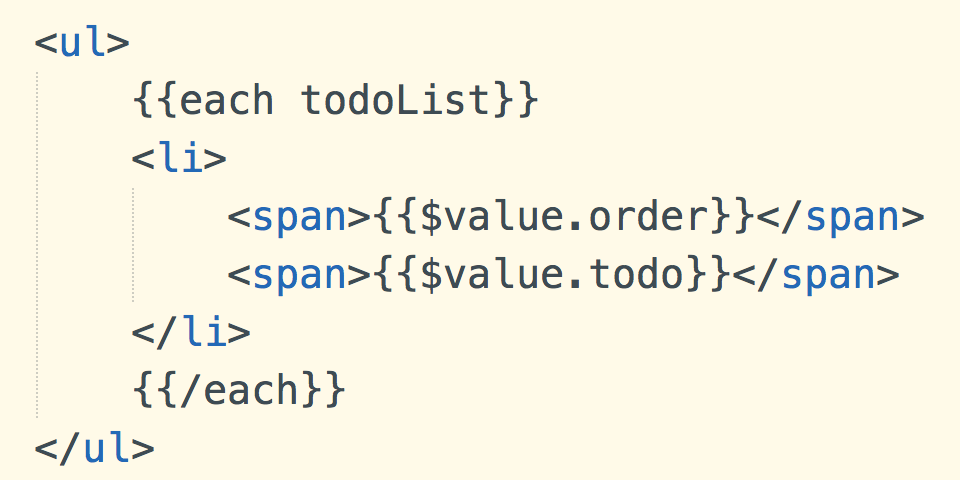 <ul>
    {{each todoList}}
    <li>
        <span>{{$value.order}}</span>
        <span>{{$value.todo}}</span>
    </li>
    {{/each}}
</ul>